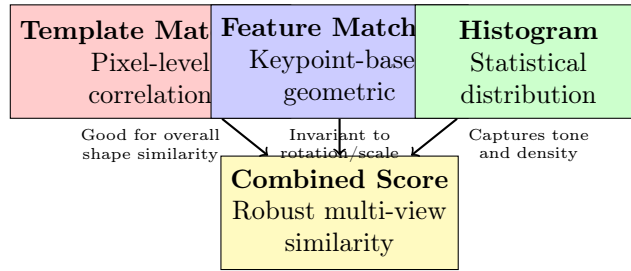 Template Mat
Pixel-level
correlation
Feature Match
Keypoint-base
geometric
Histogram
Statistical
distribution
Good for overall
shape similarity
Invariant to
rotation/scale
Captures tone
and density
Combined Score
Robust multi-view
similarity